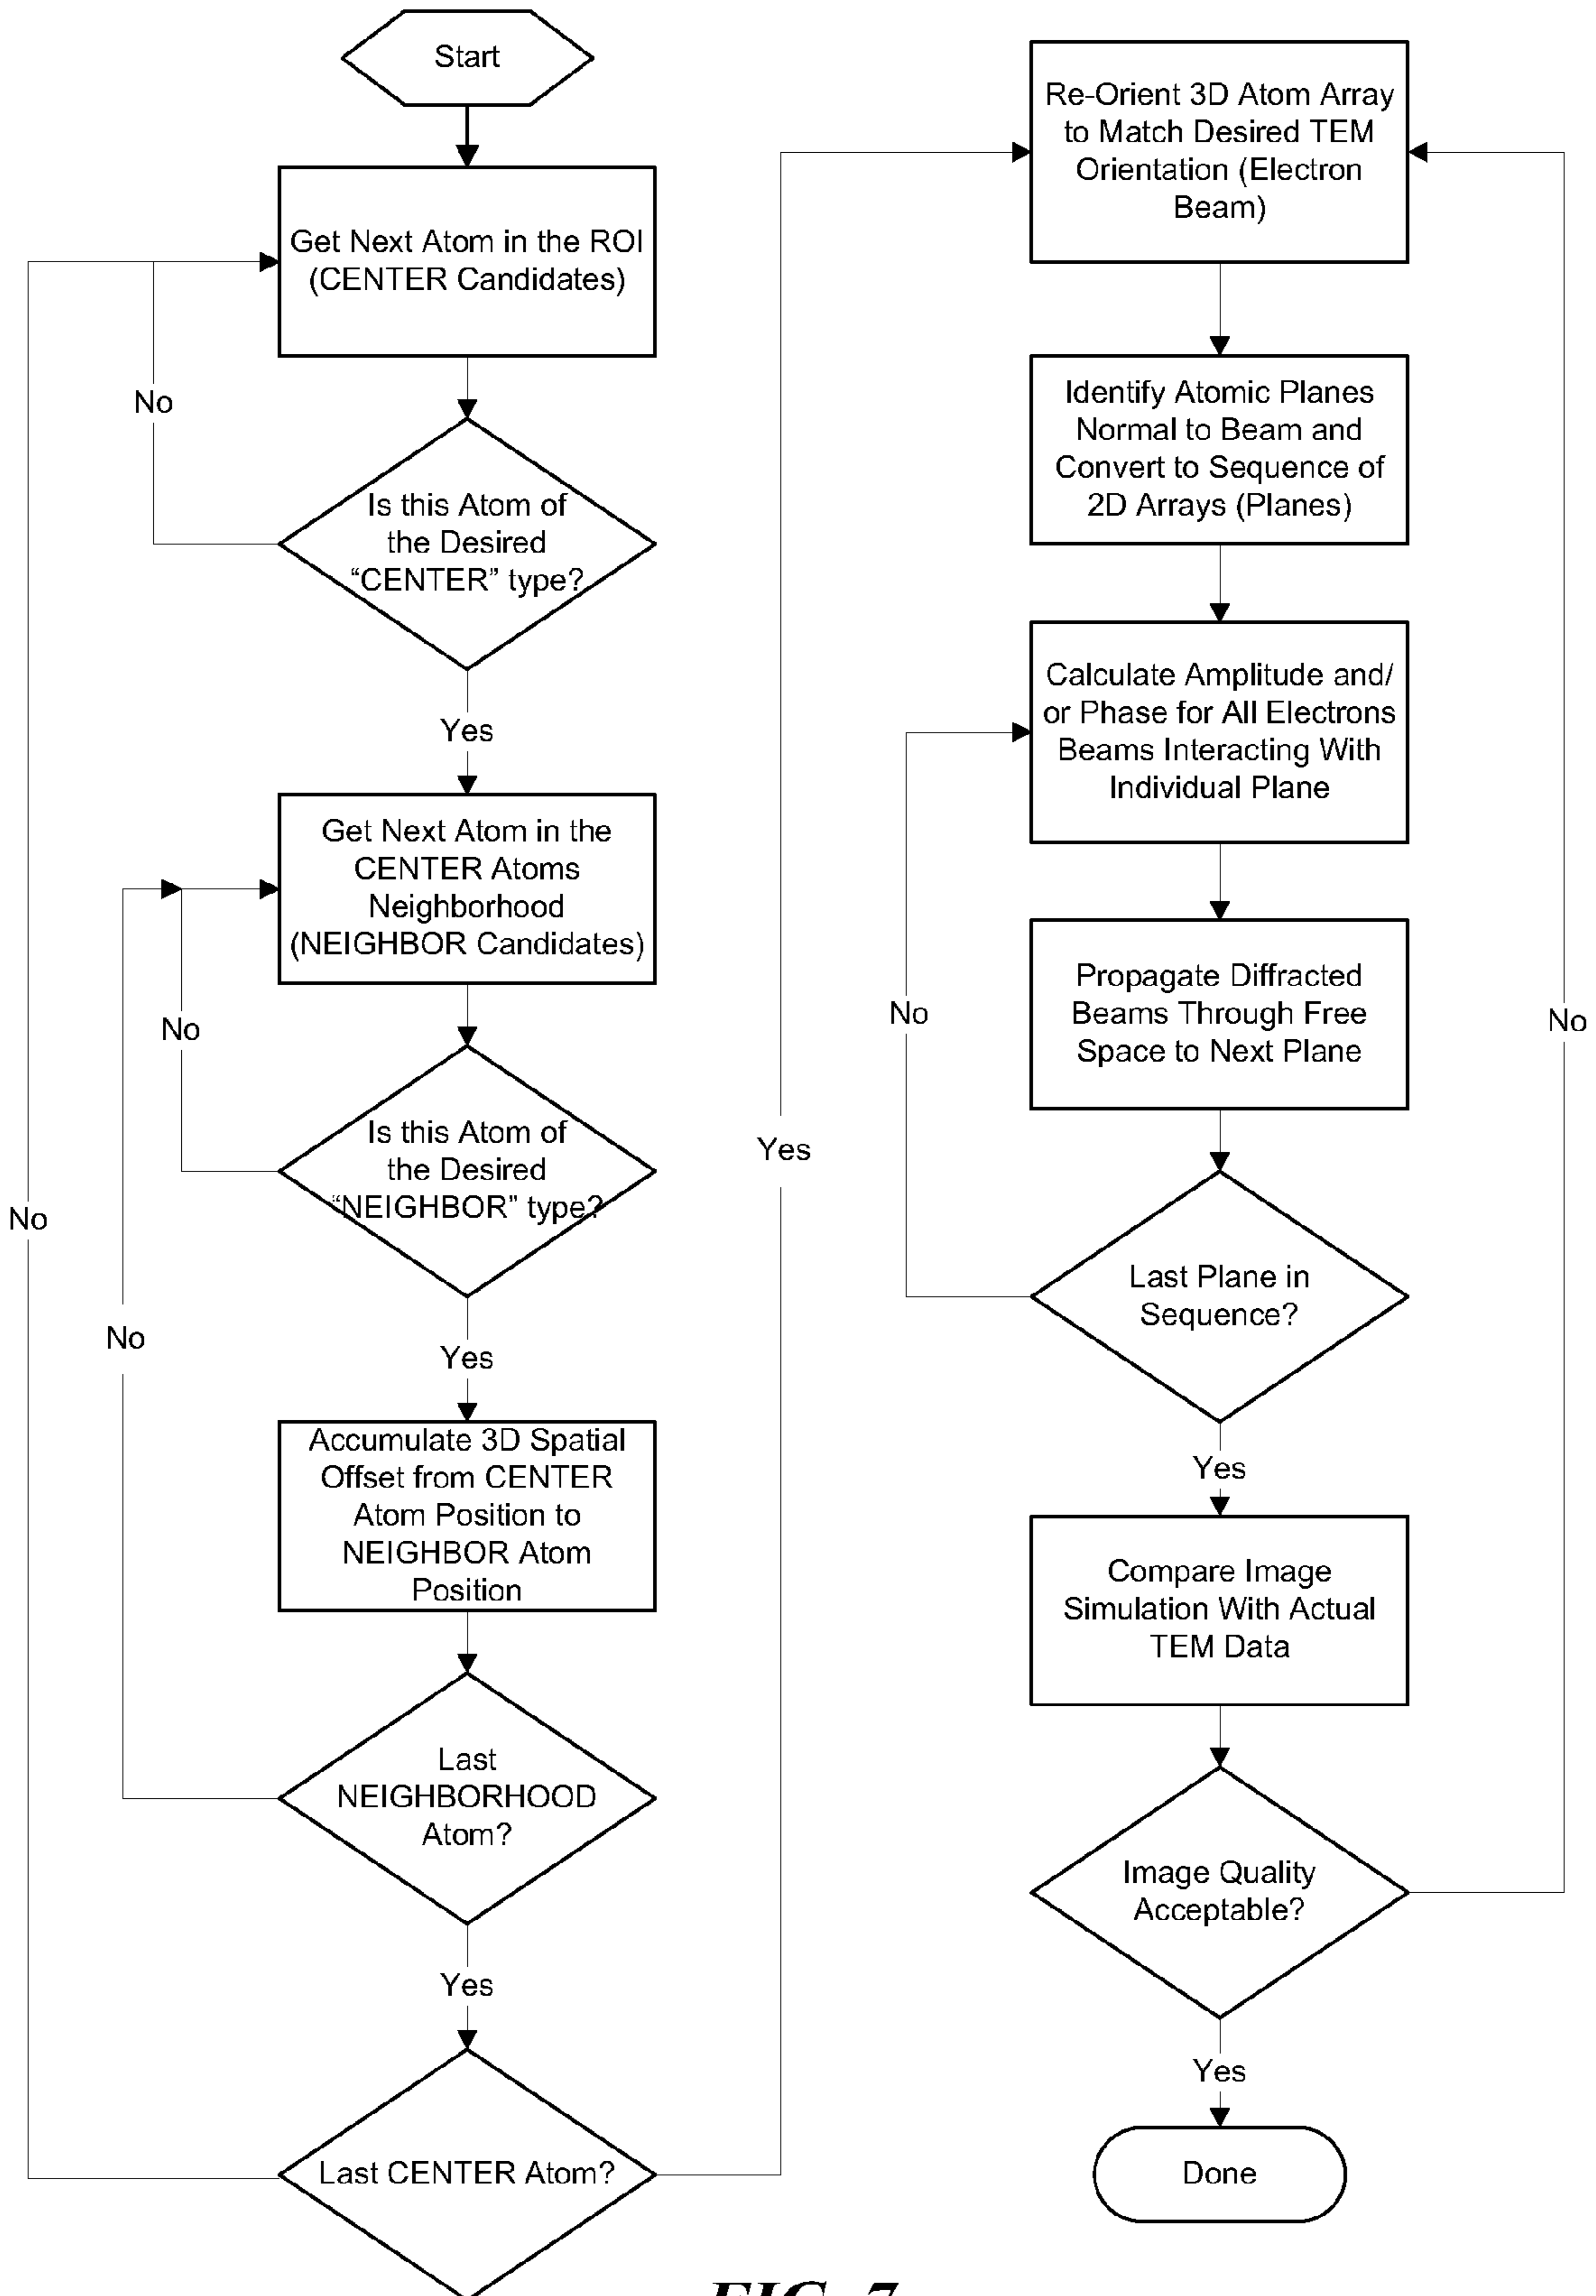 Start
Get Next Atom in the ROI
(CENTER Candidates)
No
Is this Atom of
the Desired
“CENTER” type?
Yes
Get Next Atom in the
CENTER Atoms
Neighborhood
(NEIGHBOR Candidates)
No
Is this Atom of
the Desired
“NEIGHBOR” type?
No
No
Yes
Accumulate 3D Spatial
Offset from CENTER
Atom Position to
NEIGHBOR Atom
Position
Last
NEIGHBORHOOD
Atom?
Yes
Last CENTER Atom?
Yes
Re-Orient 3D Atom Array
to Match Desired TEM
Orientation (Electron
Beam)
Identify Atomic Planes
Normal to Beam and
Convert to Sequence of
2D Arrays (Planes)
Calculate Amplitude and/
or Phase for All Electrons
Beams Interacting With
Individual Plane
Propagate Diffracted
Beams Through Free
Space to Next Plane
No
No
Last Plane in
Sequence?
Yes
Compare Image
Simulation With Actual
TEM Data
Image Quality
Acceptable?
Yes
Done